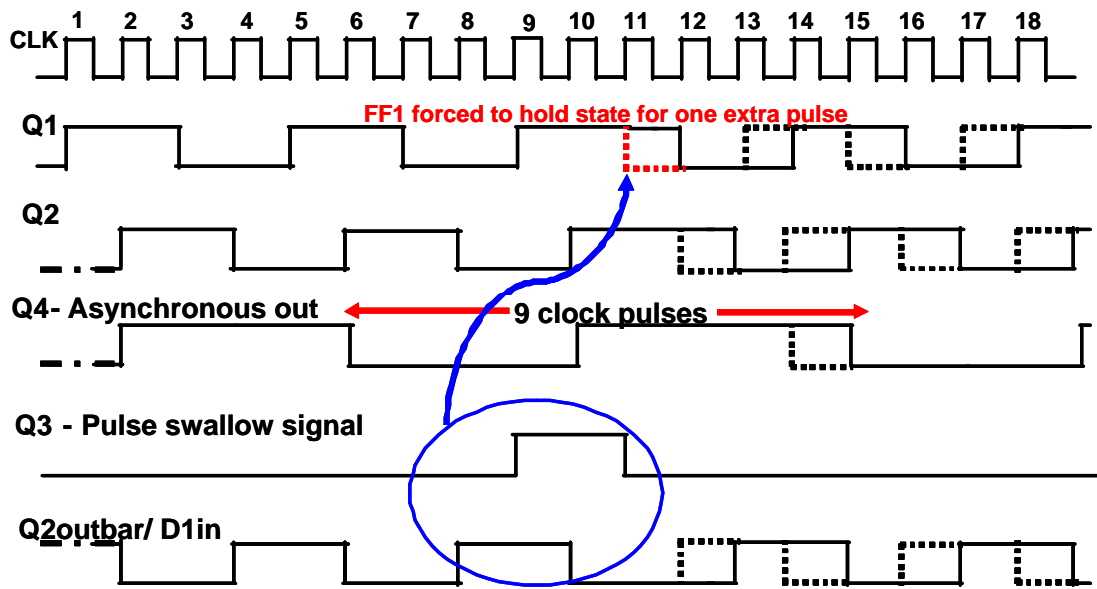 1 2 3 4 5 6 7 8 9 10 11 12 13 14 15 16 17 18
CLK
FF1 forced to hold state for one extra pulse
Q1
Q2
Q4- Asynchronous out
9 clock pulses
Q3 - Pulse swallow signal
Q2outbar/ D1in